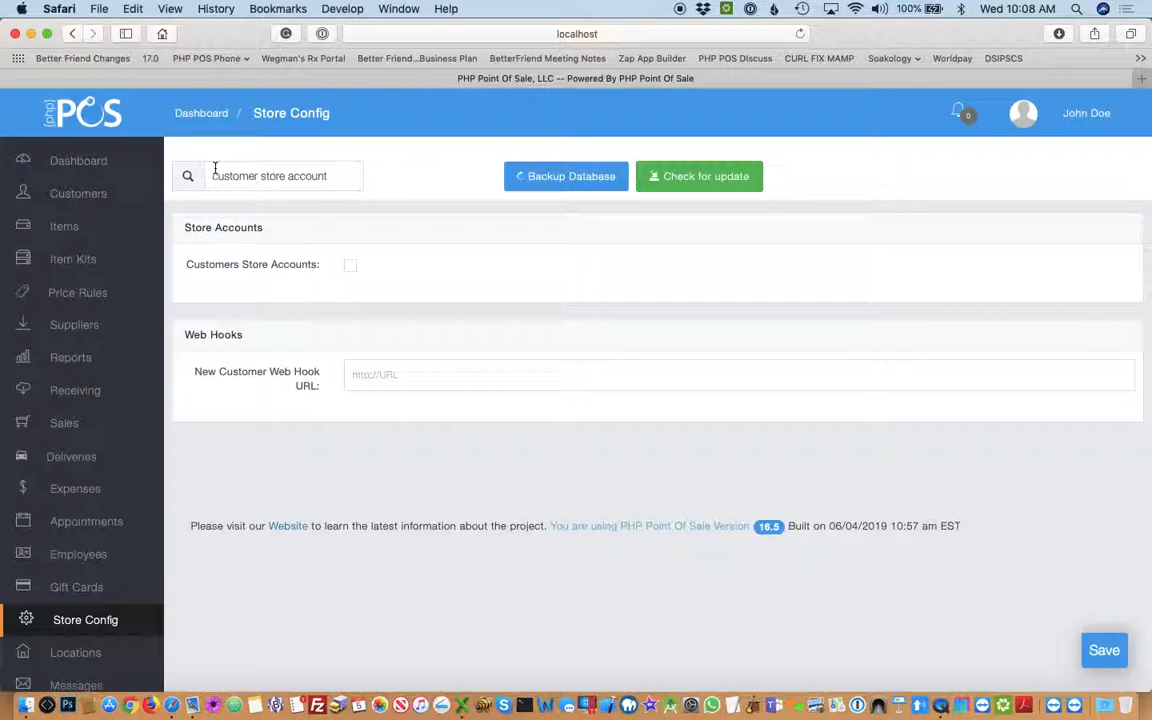 Safari File Edit View History Bookmarks Develop Window Help 100% Wed 10:08 AM
localhost
Better Friend Changes 17.0 PHP POS Phone Wegman's Rx Portal Better Friend...Business Plan BetterFriend Meeting Notes Zap App Builder PHP POS DIscuss CURL FIX MAMP Soakology Worldpay DSIPSCS
PHP Point Of Sale, LLC -- Powered By PHP Point Of Sale
[php] POS Dashboard / Store Config 0 John Doe
Dashboard
Customers
Items
Item Kits
Price Rules
Suppliers
Reports
Receiving
Sales
Deliveries
Expenses
Appointments
Employees
Gift Cards
Store Config
Locations
Messages
customer store account Backup Database Check for update
Store Accounts
Customers Store Accounts:
Web Hooks
New Customer Web Hook
URL:
http://URL
Please visit our Website to learn the latest information about the project. You are using PHP Point Of Sale Version 16.5 Built on 06/04/2019 10:57 am EST
Save